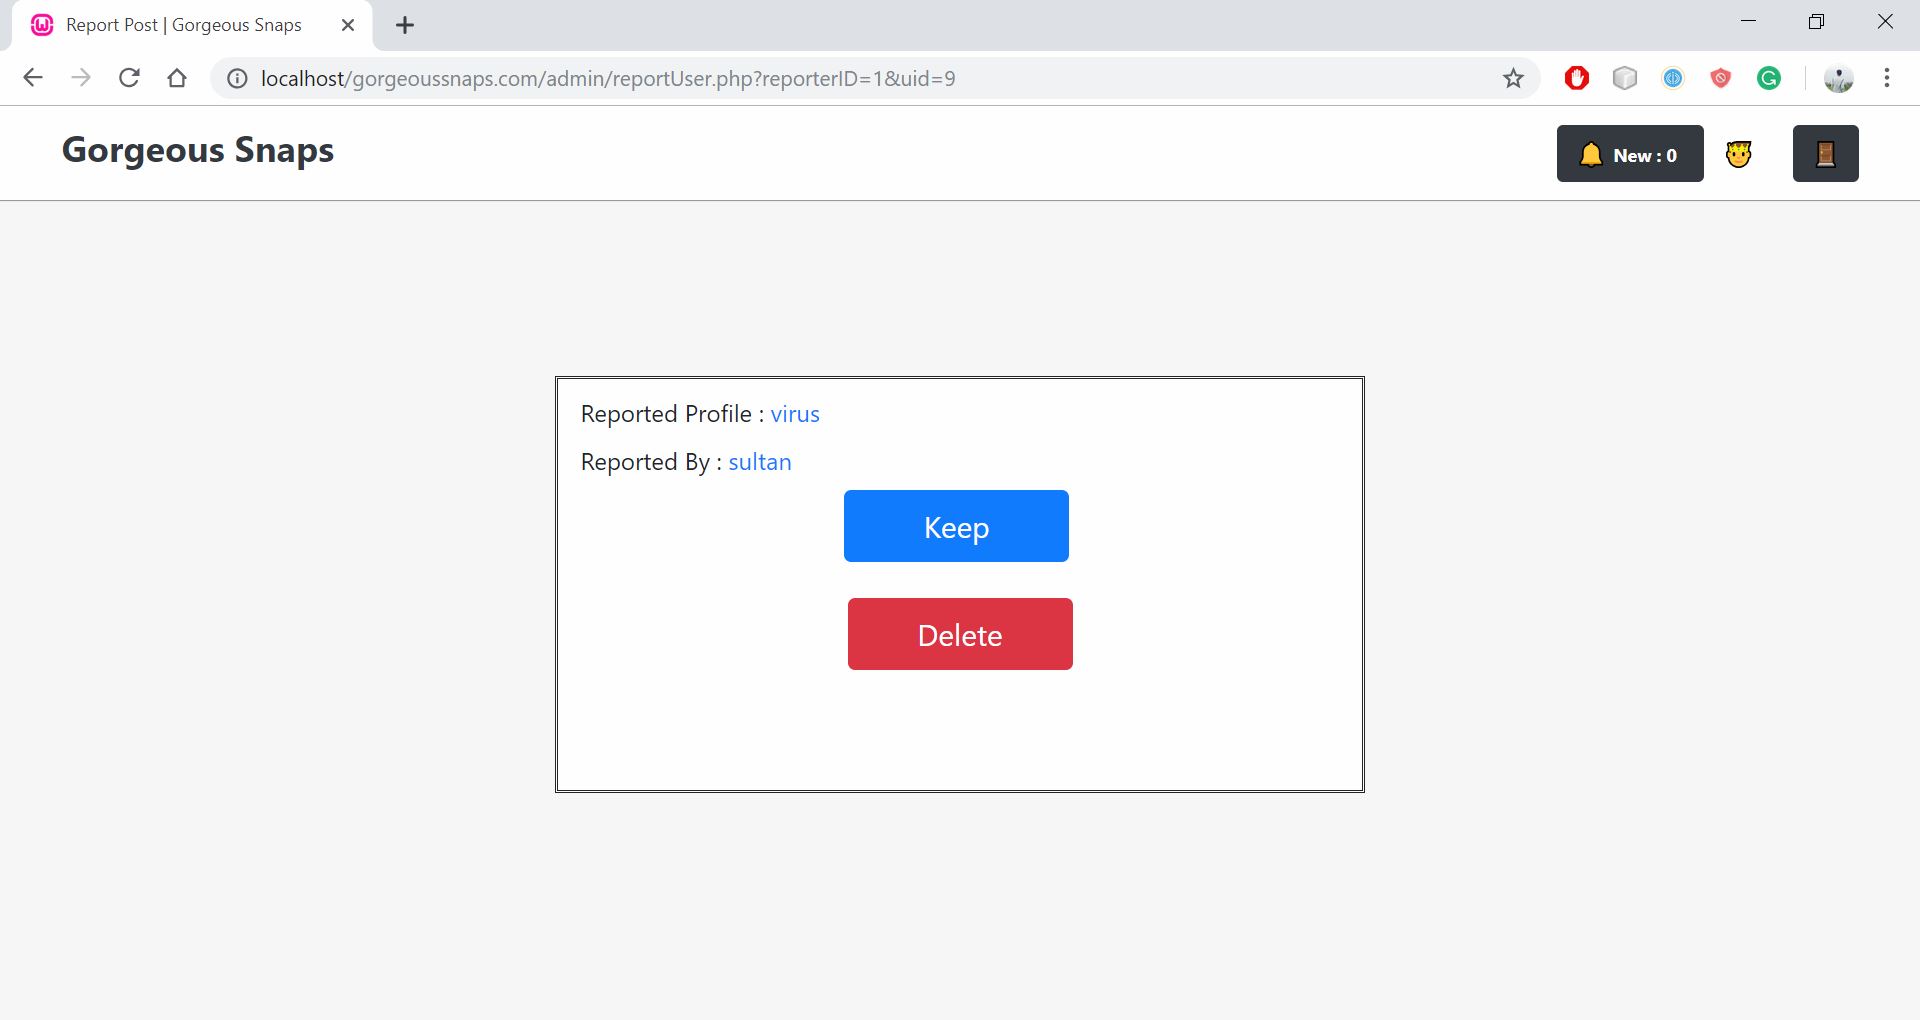 Report Post | Gorgeous Snaps
localhost/gorgeoussnaps.com/admin/reportUser.php?reporterID=1&uid=9
Gorgeous Snaps
New : 0
Reported Profile : virus
Reported By : sultan
Keep
Delete